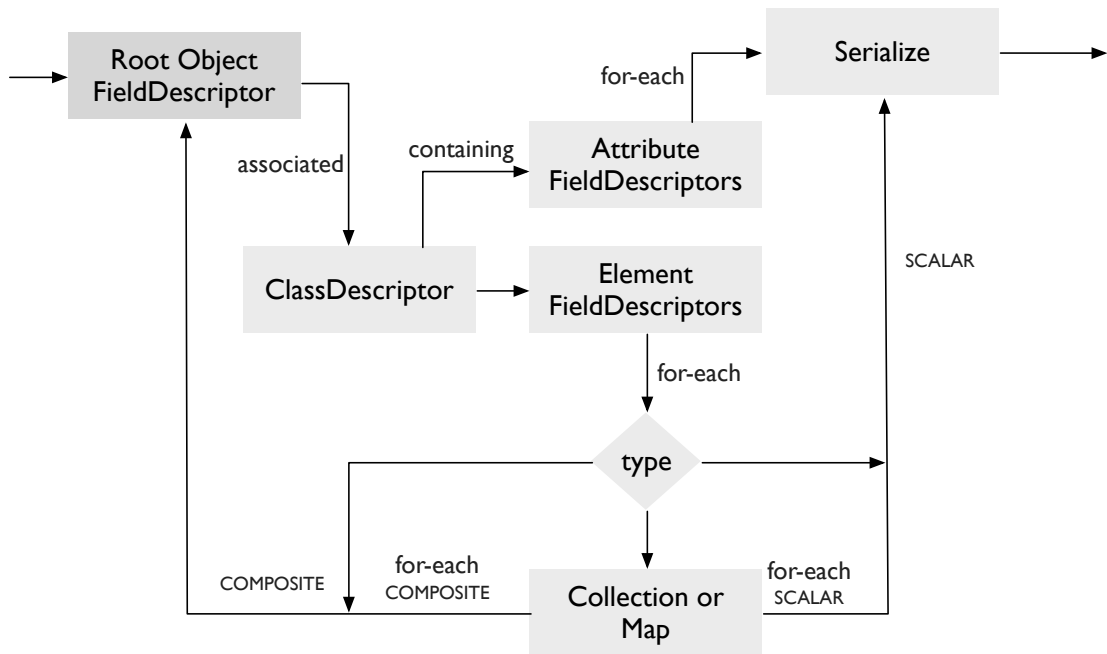 Root Object
FieldDescriptor
Serialize
for-each
associated
containing
Attribute
FieldDescriptors
ClassDescriptor
Element
FieldDescriptors
SCALAR
for-each
type
COMPOSITE
for-each
COMPOSITE
Collection or
Map
for-each
SCALAR